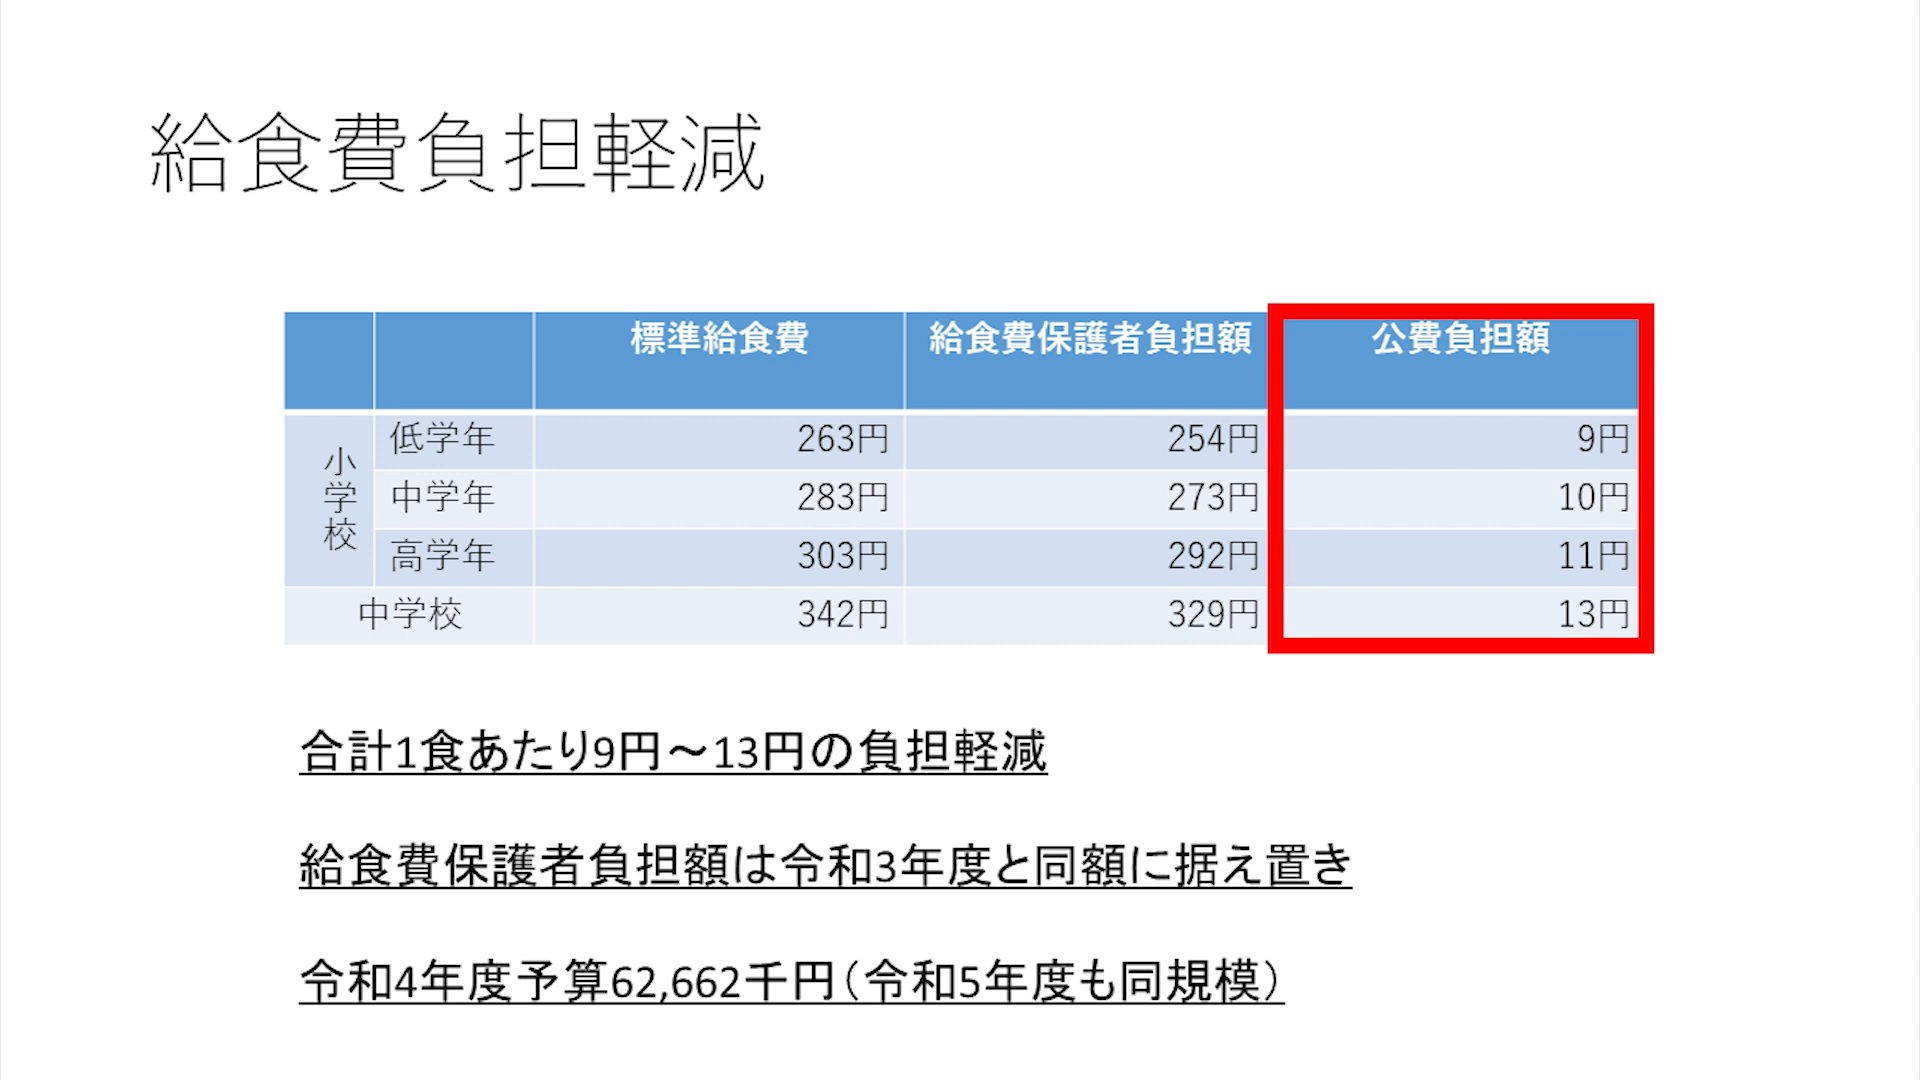 給食費負担軽減
標準給食費 給食費保護者負担額 公費負担額
小学校 低学年 263円 254円 9円
中学年 283円 273円 10円
高学年 303円 292円 11円
中学校 342円 329円 13円
合計1食あたり9円～13円の負担軽減
給食費保護者負担額は令和3年度と同額に据え置き
令和4年度予算62,662千円（令和5年度も同規模）